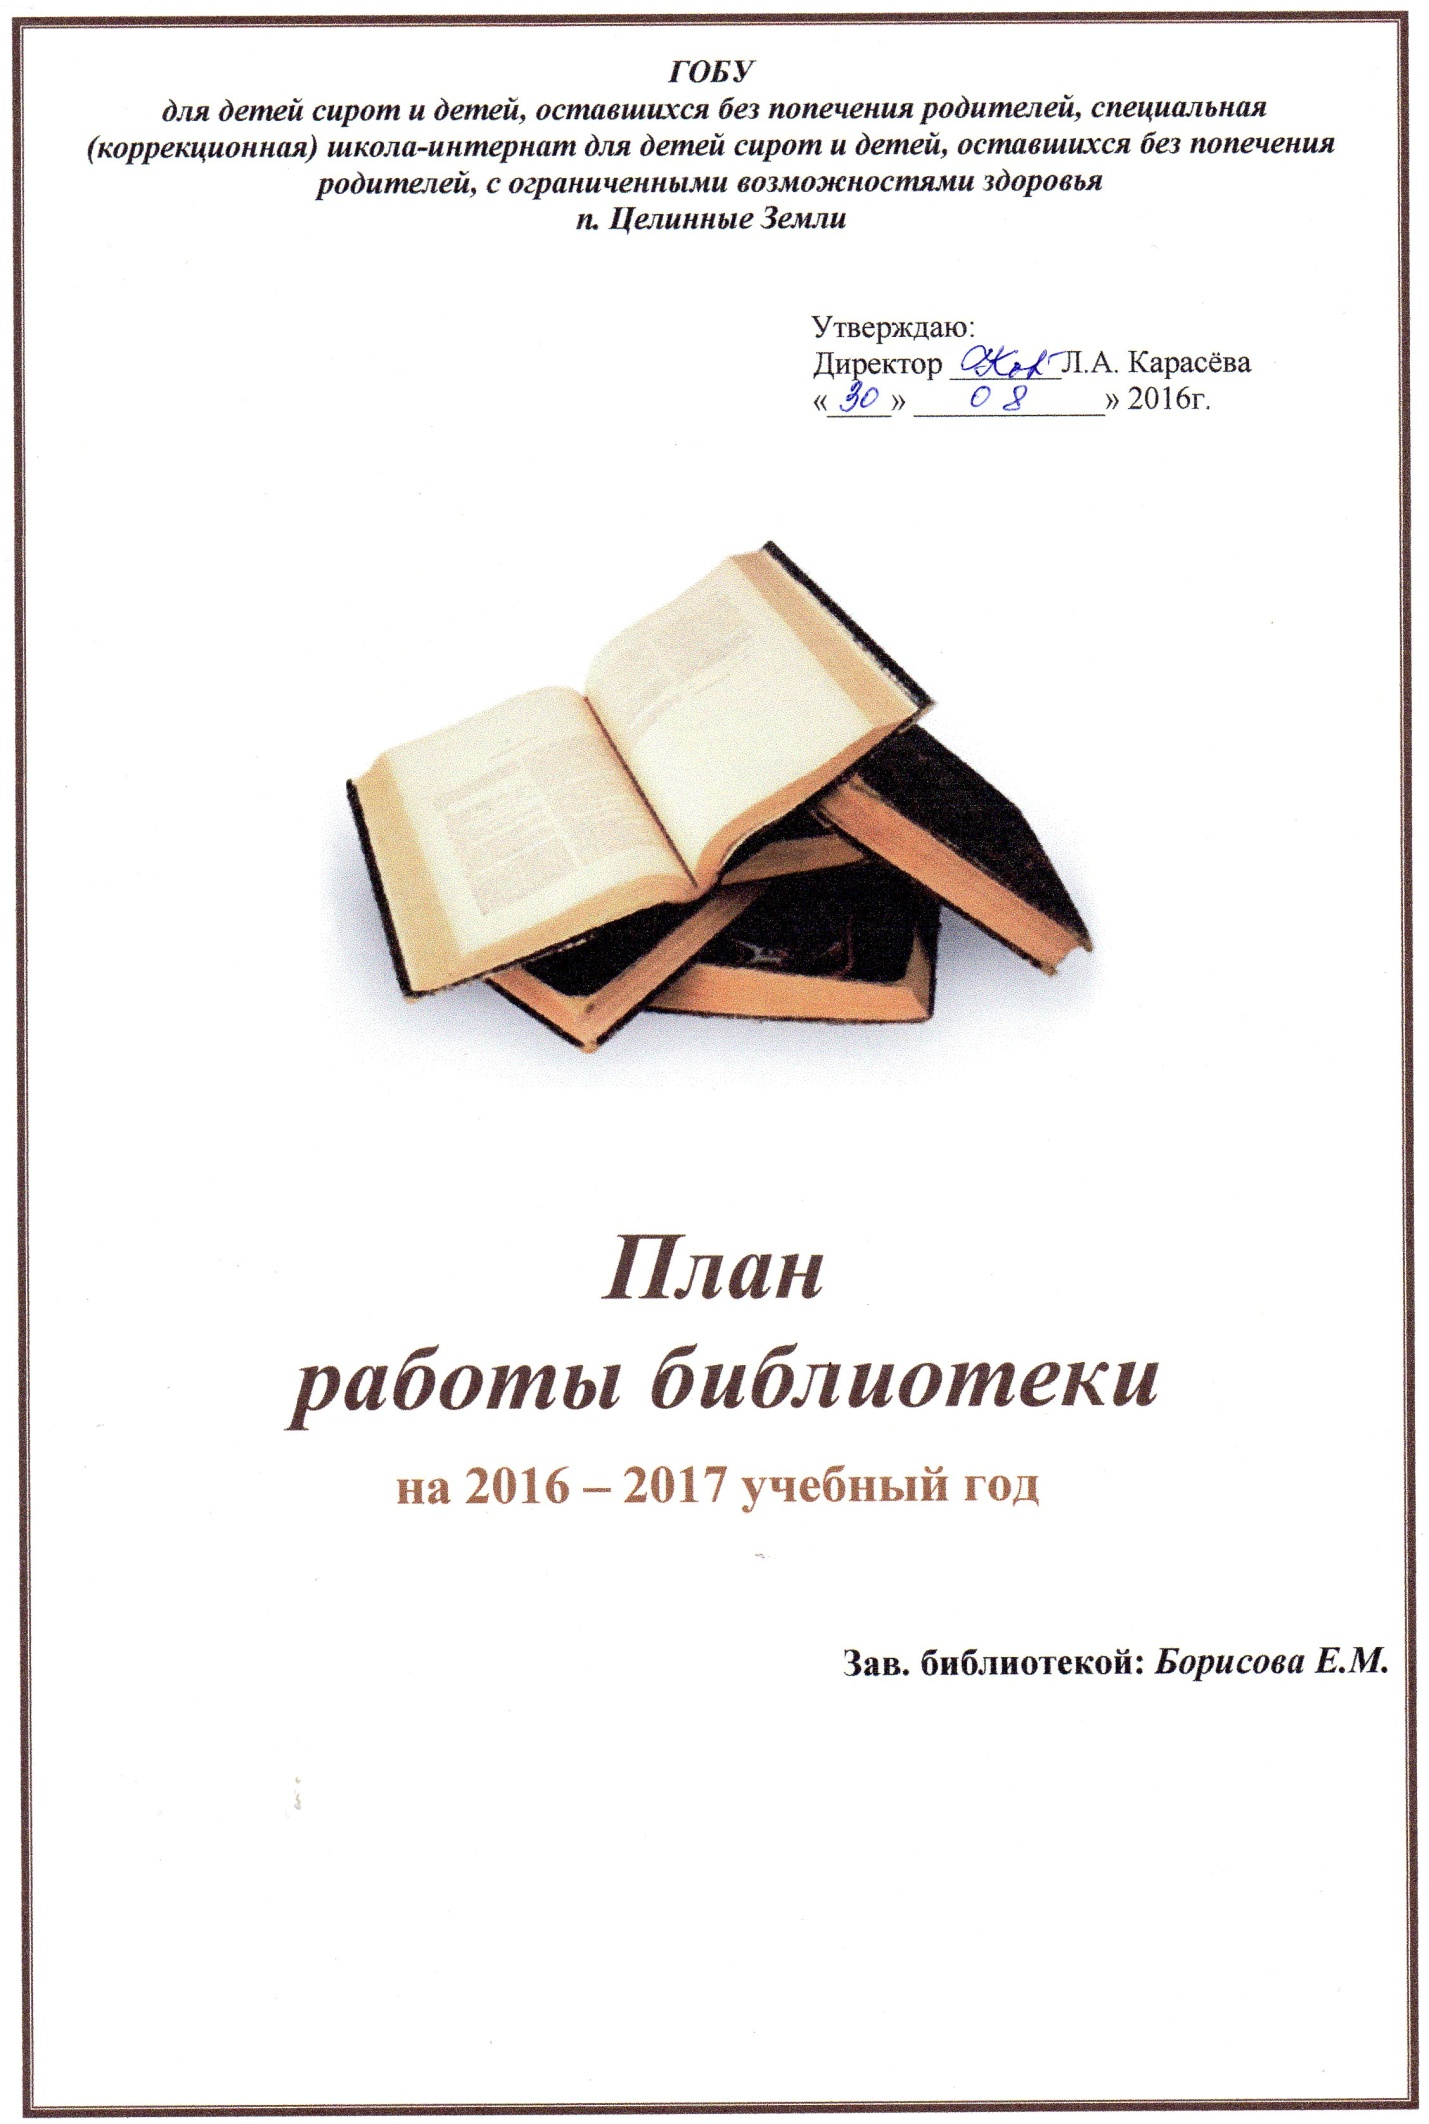 ГОБУ
для детей сирот и детей, оставшихся без попечения родителей, специальная
(коррекционная) школа-интернат для детей сирот и детей, оставшихся без попечения
родителей, с ограниченными возможностями здоровья
п. Целинные Земли
Утверждаю:
Директор _______Л.А. Карасёва
«30» 08» 2016г.
План
работы библиотеки
на 2016 – 2017 учебный год
Зав. библиотекой: Борисова Е.М.